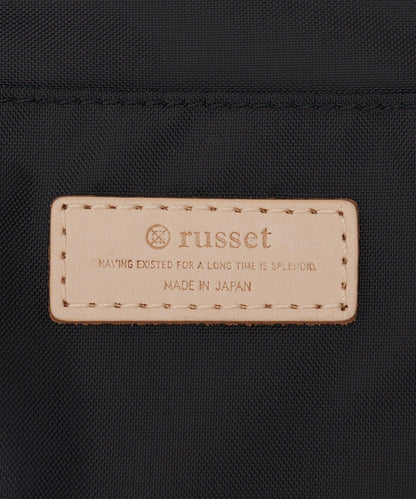 russet
HAVING EXISTED FOR A LONG TIME IS SPLENDID.
MADE IN JAPAN